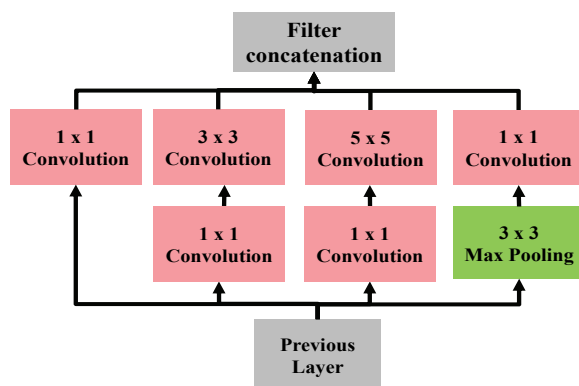 Filter
concatenation
1 x 1
Convolution
3 x 3
Convolution
5 x 5
Convolution
1 x 1
Convolution
1 x 1
Convolution
1 x 1
Convolution
3 x 3
Max Pooling
Previous
Layer